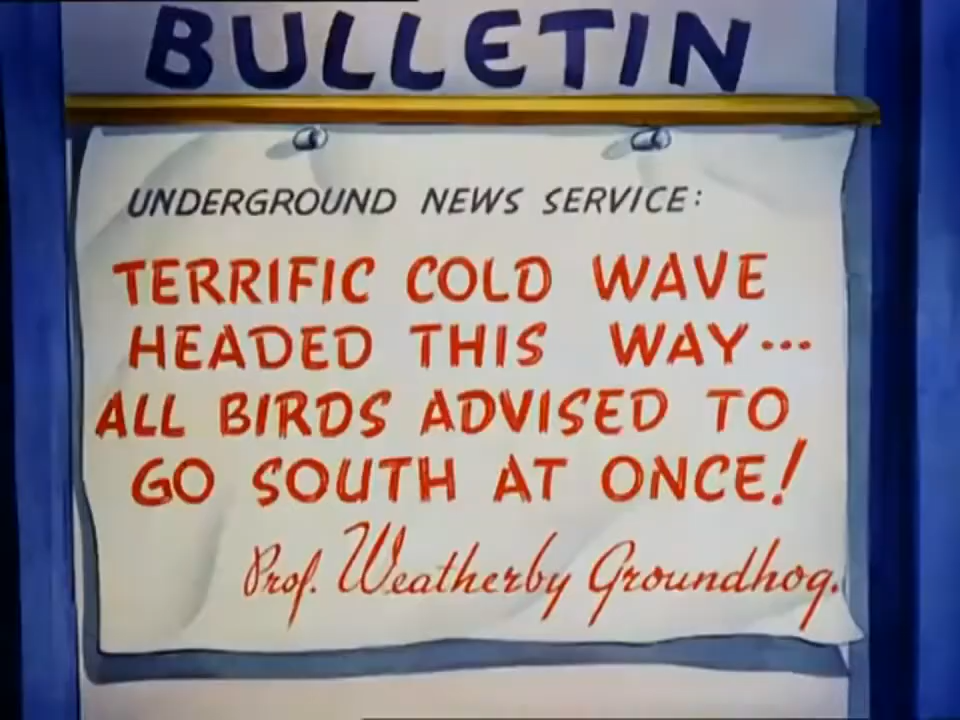 BULLETIN
UNDERGROUND NEWS SERVICE:
TERRIFIC COLD WAVE
HEADED THIS WAY...
ALL BIRDS ADVISED TO
GO SOUTH AT ONCE!
Prof. Weatherby Groundhog.